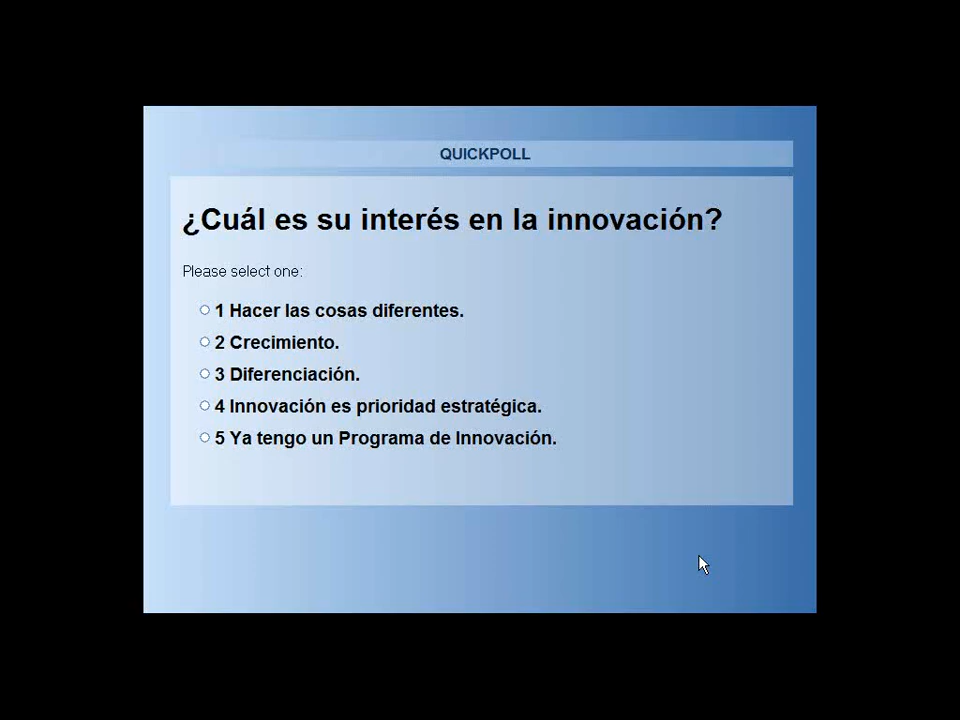 QUICKPOLL
¿Cuál es su interés en la innovación?
Please select one:
1 Hacer las cosas diferentes.
2 Crecimiento.
3 Diferenciación.
4 Innovación es prioridad estratégica.
5 Ya tengo un Programa de Innovación.